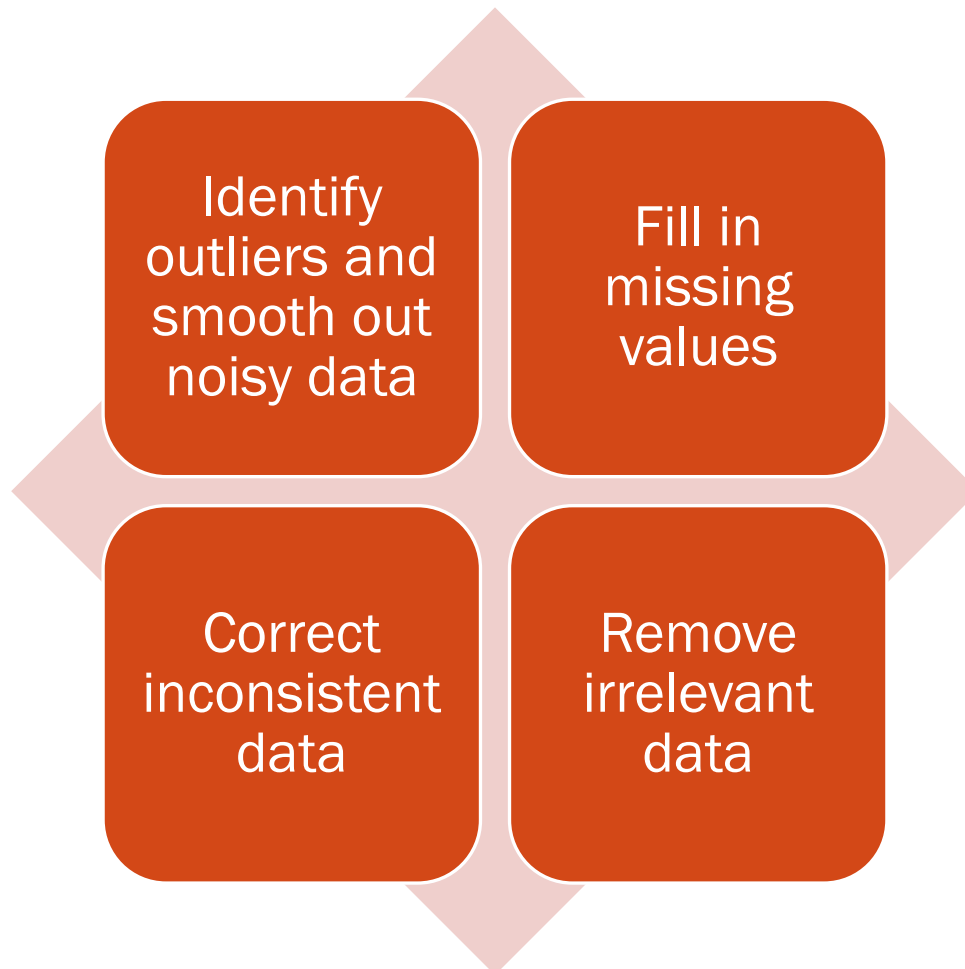 Identify
outliers and
smooth out
noisy data
Fill in
missing
values
Correct
inconsistent
data
Remove
irrelevant
data